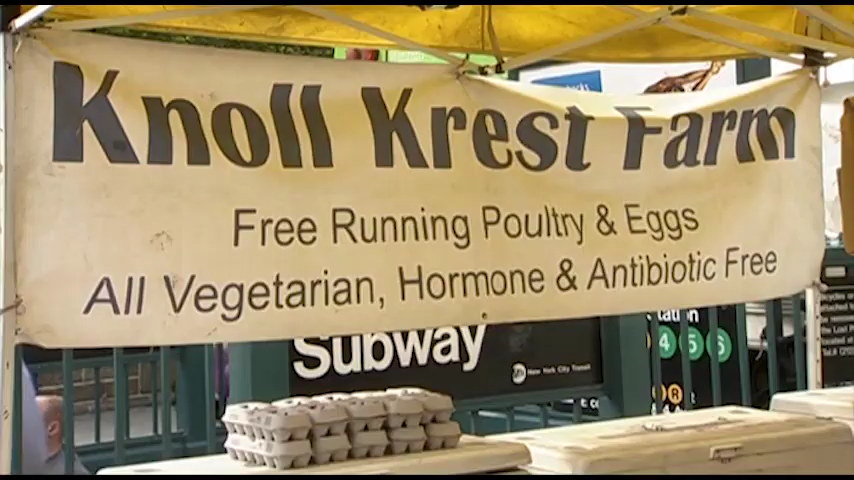 Knoll Krest Farm
Free Running Poultry & Eggs
All Vegetarian, Hormone & Antibiotic Free
Subway
New York City Transit
Station
4 5 6
R